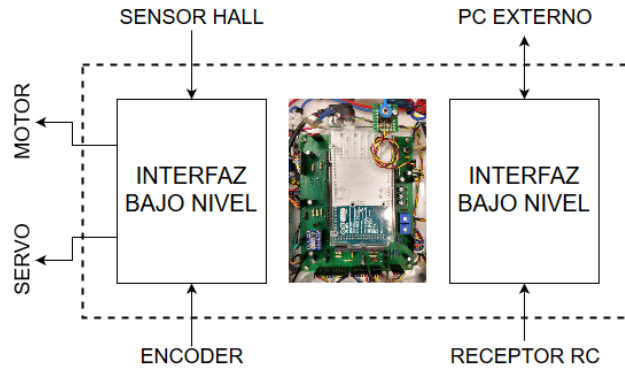 SENSOR HALL
PC EXTERNO
MOTOR
INTERFAZ
BAJO NIVEL
INTERFAZ
BAJO NIVEL
SERVO
ENCODER
RECEPTOR RC